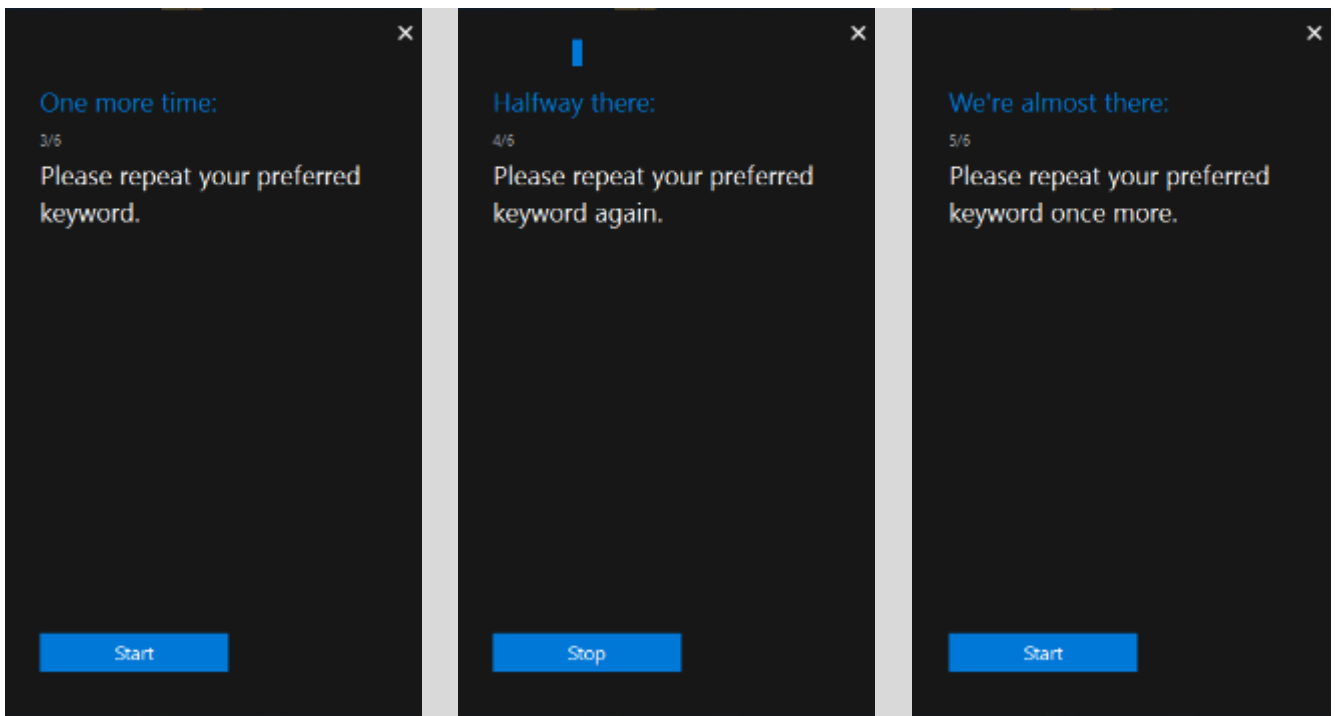 One more time:
3/6
Please repeat your preferred
keyword.
Start
Halfway there:
4/6
Please repeat your preferred
keyword again.
Stop
We're almost there:
5/6
Please repeat your preferred
keyword once more.
Start